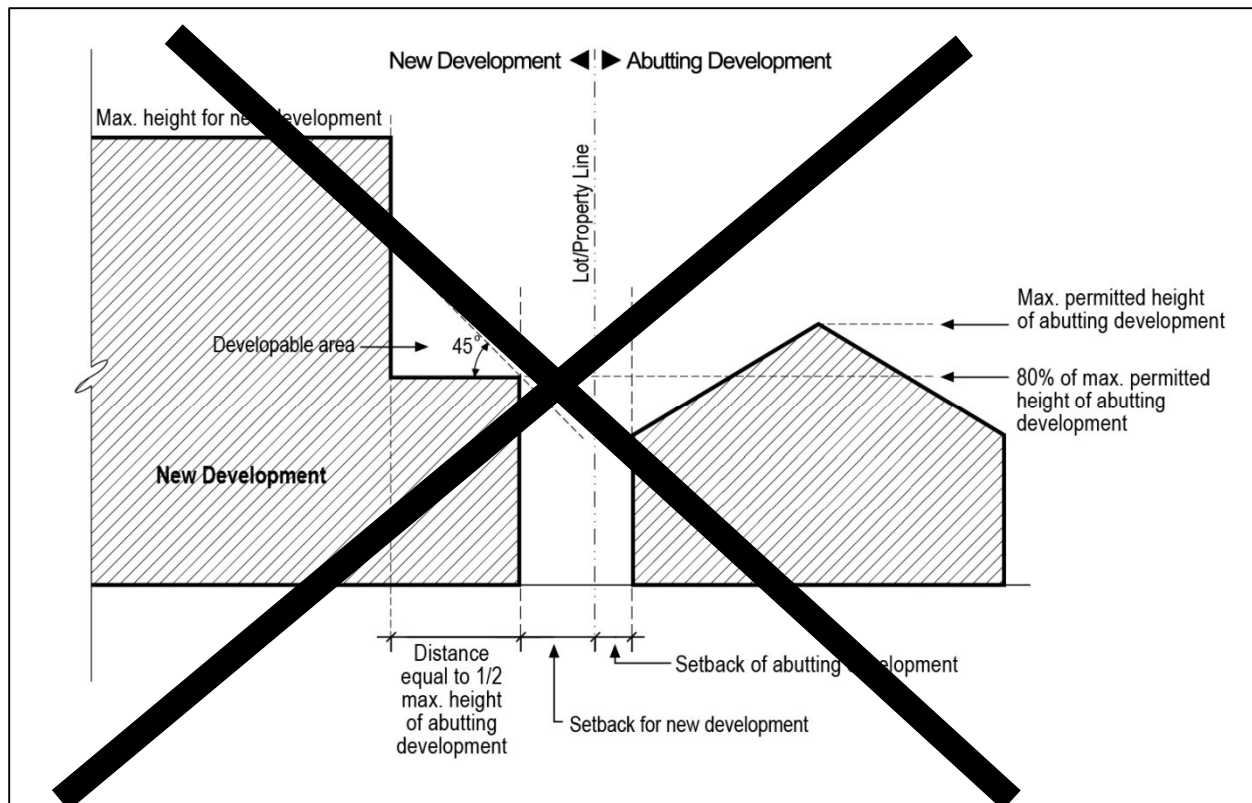 New Development ◄ ► Abutting Development
Max. height for new development
Lot/Property Line
Max. permitted height
of abutting development
Developable area
45°
80% of max. permitted
height of abutting
development
New Development
Distance
equal to 1/2
max. height
of abutting
development
Setback of abutting development
Setback for new development